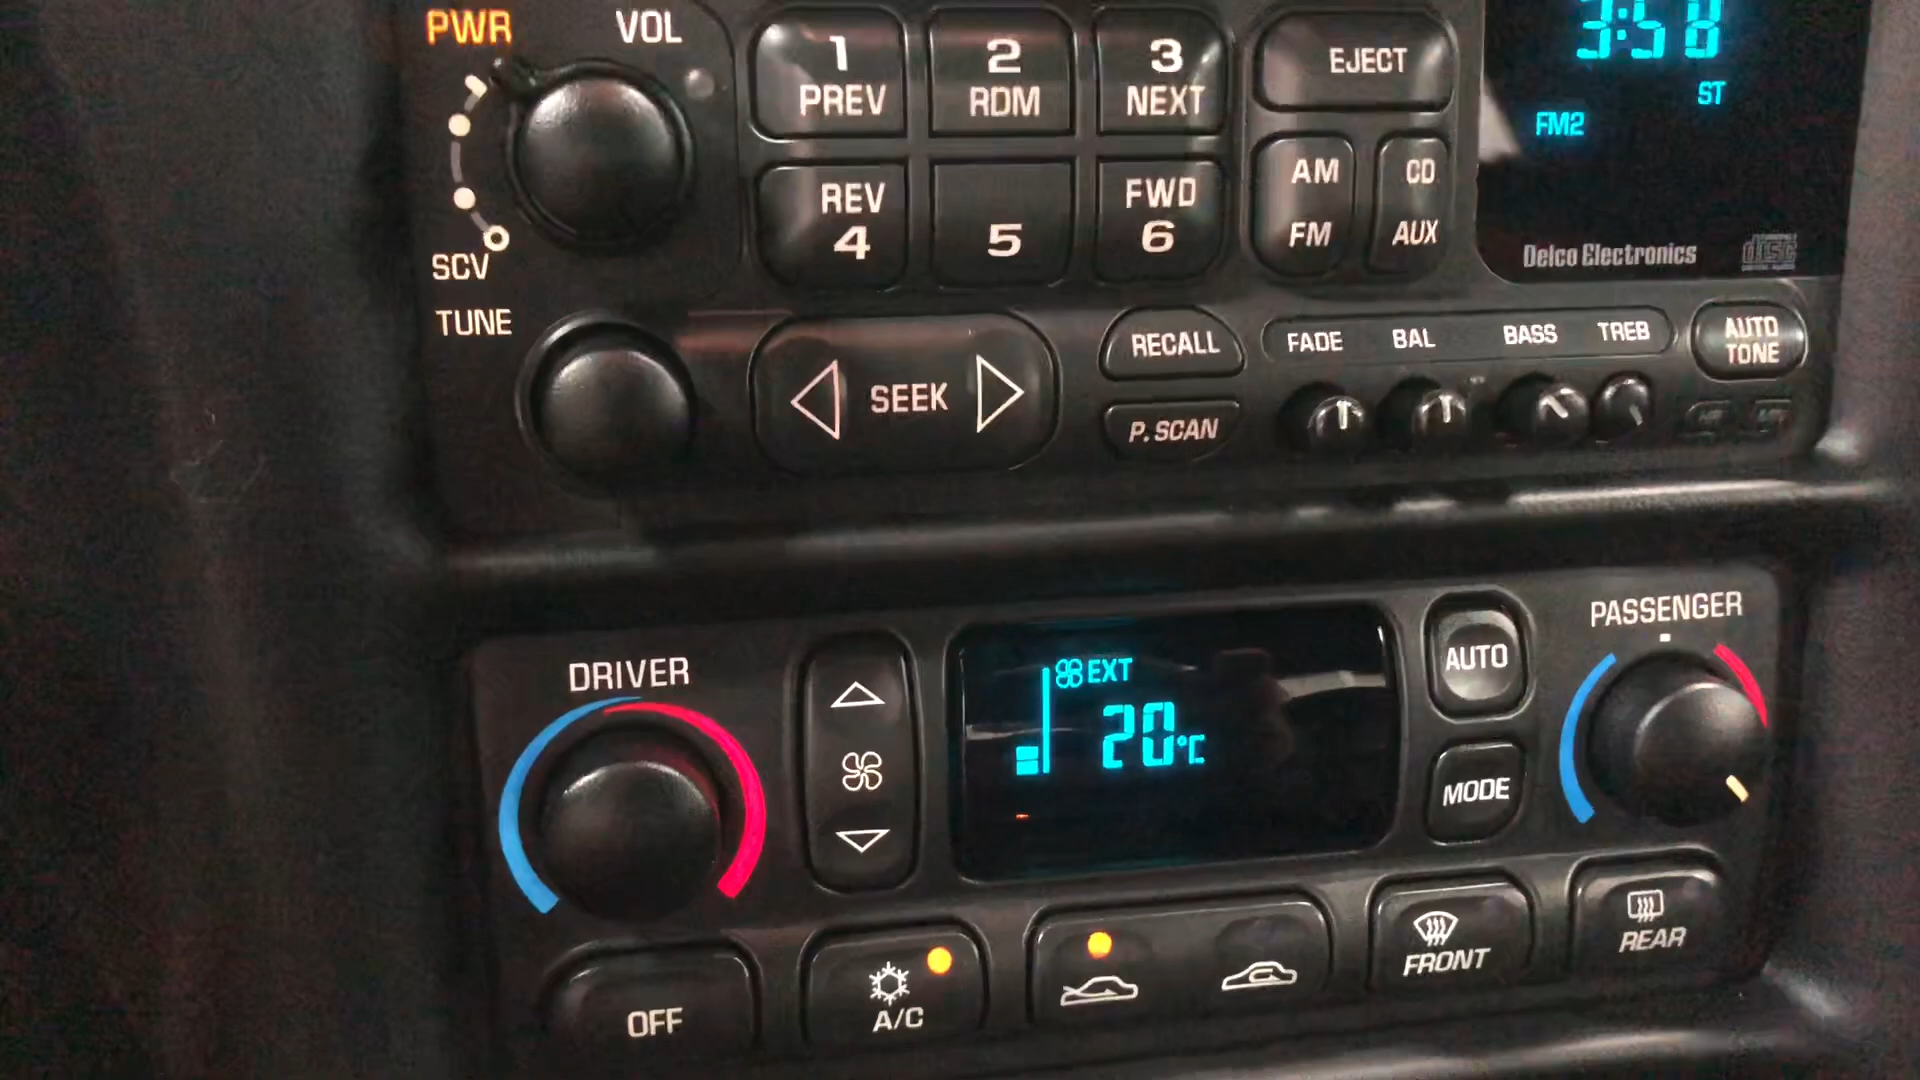 PWR
VOL
1
PREV
2
RDM
3
NEXT
EJECT
3:58
ST
FM2
REV
4
5
FWD
6
AM
FM
CD
AUX
Delco Electronics
disc
SCV
TUNE
SEEK
RECALL
P.SCAN
FADE
BAL
BASS
TREB
AUTO
TONE
DRIVER
EXT
20°C
AUTO
MODE
PASSENGER
OFF
A/C
FRONT
REAR